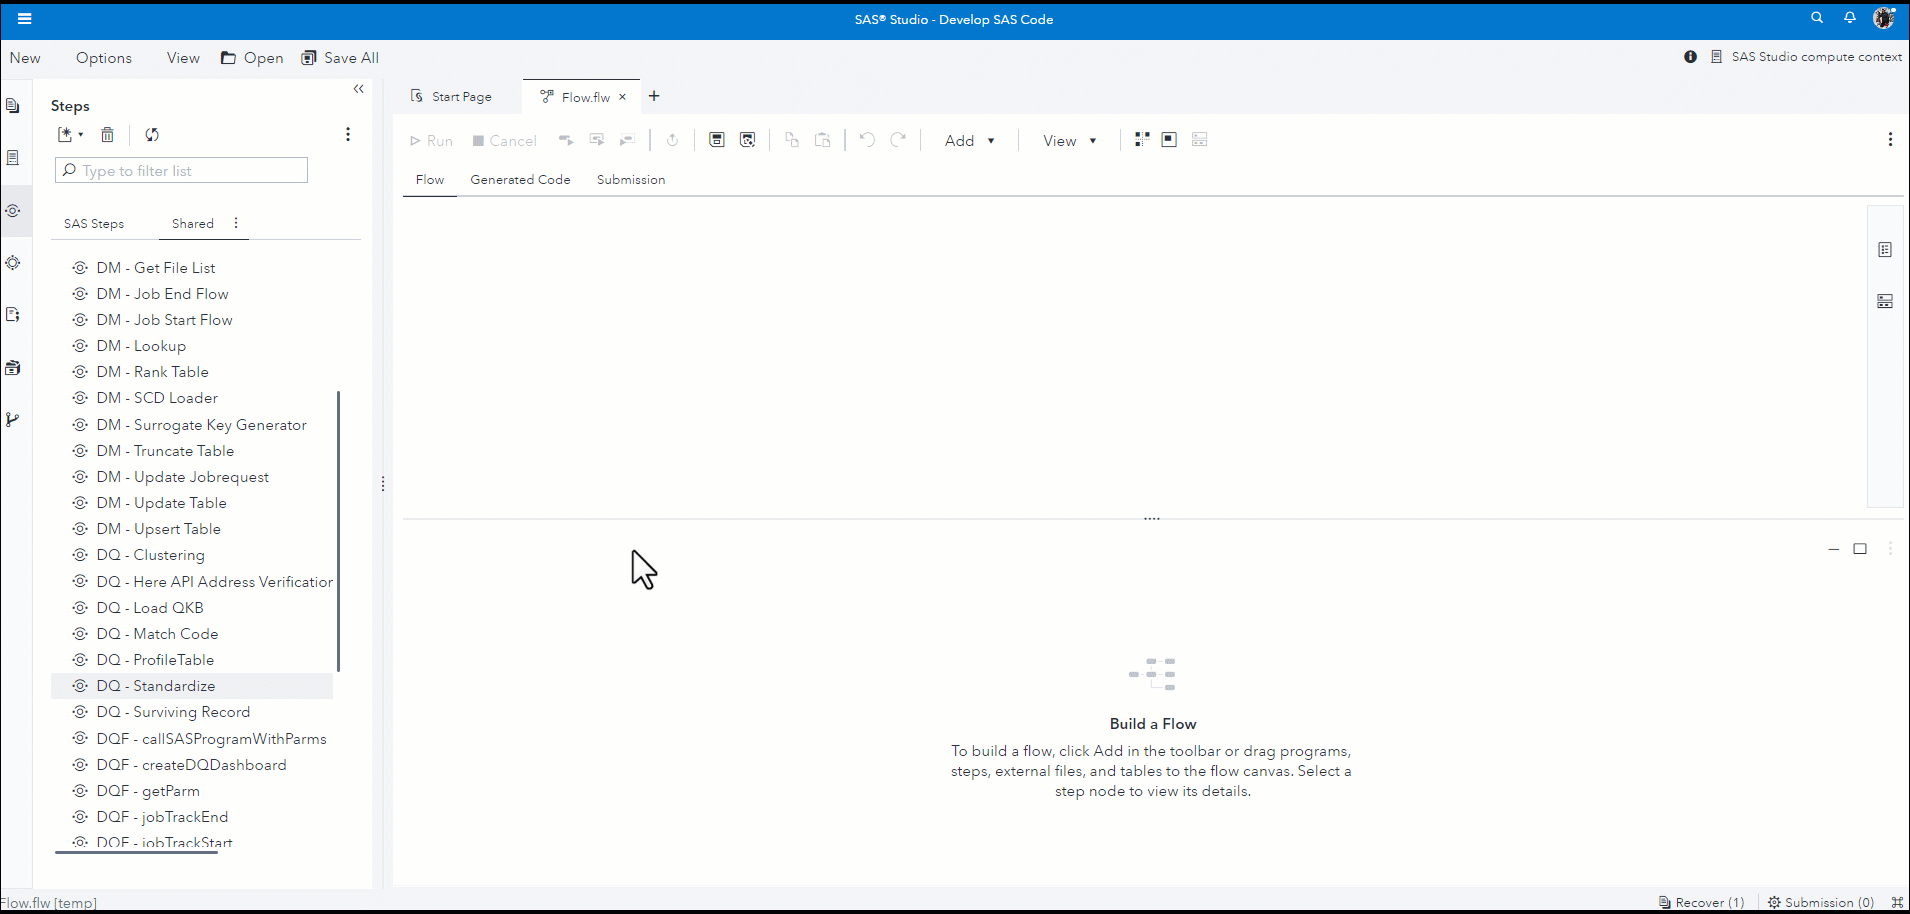 SAS® Studio - Develop SAS Code
New Options View Open Save All
SAS Studio compute context
Steps
Type to filter list
SAS Steps Shared
DM - Get File List
DM - Job End Flow
DM - Job Start Flow
DM - Lookup
DM - Rank Table
DM - SCD Loader
DM - Surrogate Key Generator
DM - Truncate Table
DM - Update Jobrequest
DM - Update Table
DM - Upsert Table
DQ - Clustering
DQ - Here API Address Verification
DQ - Load QKB
DQ - Match Code
DQ - ProfileTable
DQ - Standardize
DQ - Surviving Record
DQF - callSASProgramWithParms
DQF - createDQDashboard
DQF - getParm
DQF - jobTrackEnd
DQF - jobTrackStart
Start Page Flow.flw
Run Cancel Add View
Flow Generated Code Submission
Build a Flow
To build a flow, click Add in the toolbar or drag programs,
steps, external files, and tables to the flow canvas. Select a
step node to view its details.
Flow.flw [temp]
Recover (1) Submission (0)